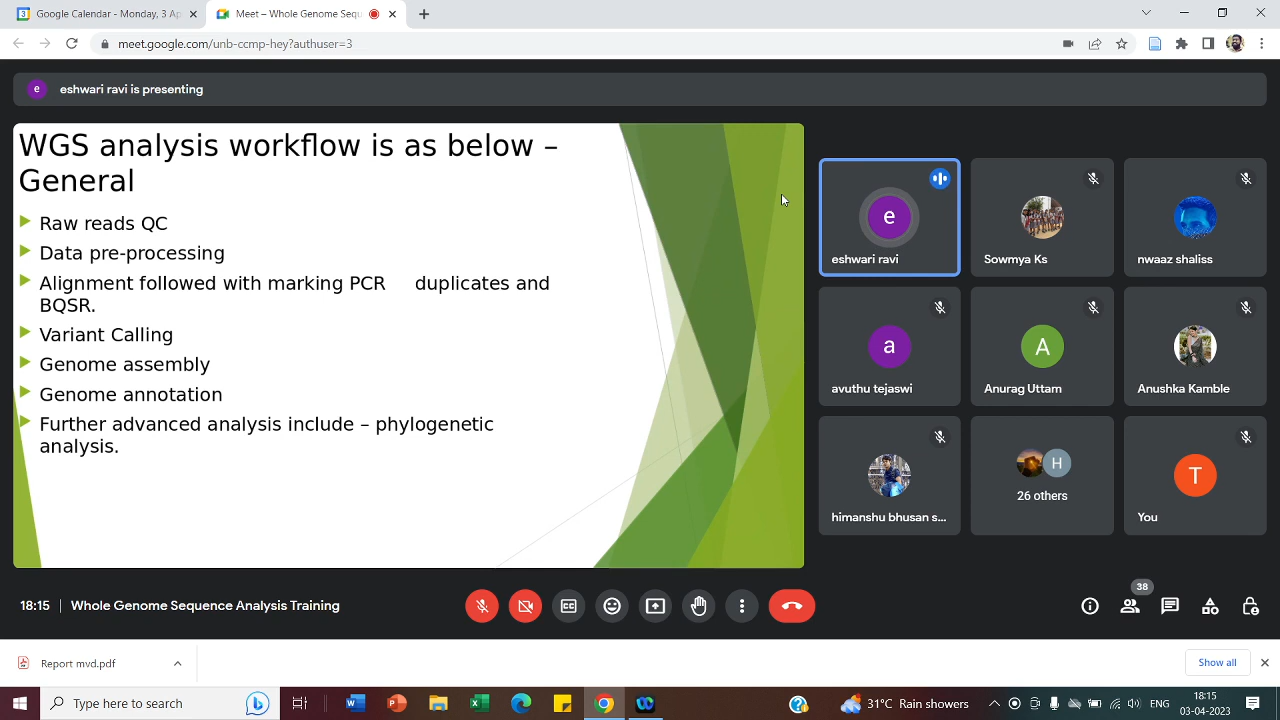 Google Calendar - Monday, 3 Ap
Meet – Whole Genome Sequ
meet.google.com/unb-ccmp-hey?authuser=3
e
eshwari ravi is presenting
WGS analysis workflow is as below –
General
Raw reads QC
Data pre-processing
Alignment followed with marking PCR duplicates and
BQSR.
Variant Calling
Genome assembly
Genome annotation
Further advanced analysis include – phylogenetic
analysis.
e
eshwari ravi
Sowmya Ks
nwaaz shaliss
a
avuthu tejaswi
A
Anurag Uttam
Anushka Kamble
himanshu bhusan s...
H
26 others
T
You
18:15 | Whole Genome Sequence Analysis Training
CC
38
Report mvd.pdf
Show all
Type here to search
31°C Rain showers
ENG
18:15
03-04-2023